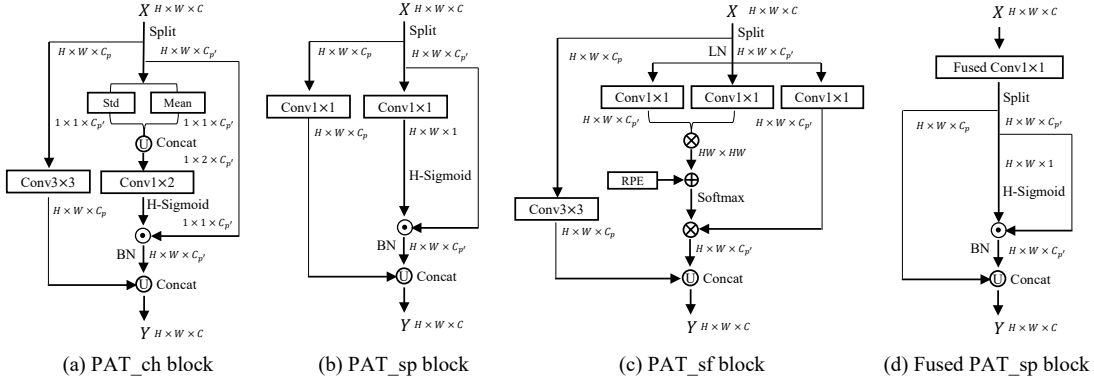 X H × W × C
Split
H × W × C_p
H × W × C_p'
Std
Mean
1 × 1 × C_p'
1 × 1 × C_p'
U
Concat
1 × 2 × C_p'
Conv3×3
Conv1×2
H × W × C_p
H-Sigmoid
1 × 1 × C_p'
BN
H × W × C_p'
U
Concat
Y H × W × C
(a) PAT_ch block
X H × W × C
Split
H × W × C_p
H × W × C_p'
Conv1×1
Conv1×1
H × W × C_p
H × W × 1
H-Sigmoid
BN
H × W × C_p'
U
Concat
Y H × W × C
(b) PAT_sp block
X H × W × C
Split
H × W × C_p
LN
H × W × C_p'
Conv1×1
Conv1×1
Conv1×1
H × W × C_p'
H × W × C_p'
H × W × C_p'
HW × HW
RPE
Softmax
Conv3×3
H × W × C_p
H × W × C_p'
U
Concat
Y H × W × C
(c) PAT_sf block
X H × W × C
Fused Conv1×1
Split
H × W × C_p
H × W × C_p'
H × W × 1
H-Sigmoid
BN
H × W × C_p'
U
Concat
Y H × W × C
(d) Fused PAT_sp block